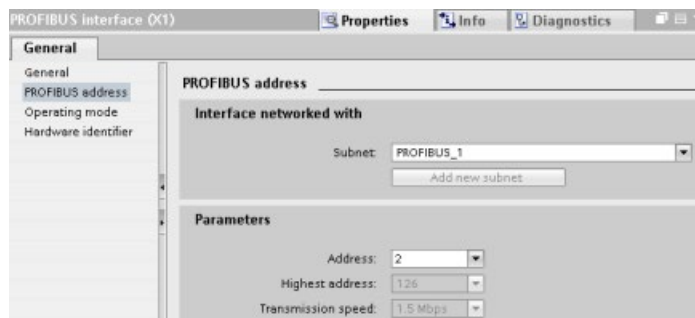 PROFIBUS interface (X1)
Properties
Info
Diagnostics
General
General
PROFIBUS address
Operating mode
Hardware identifier
PROFIBUS address
Interface networked with
Subnet: PROFIBUS_1
Add new subnet
Parameters
Address: 2
Highest address: 126
Transmission speed: 1.5 Mbps